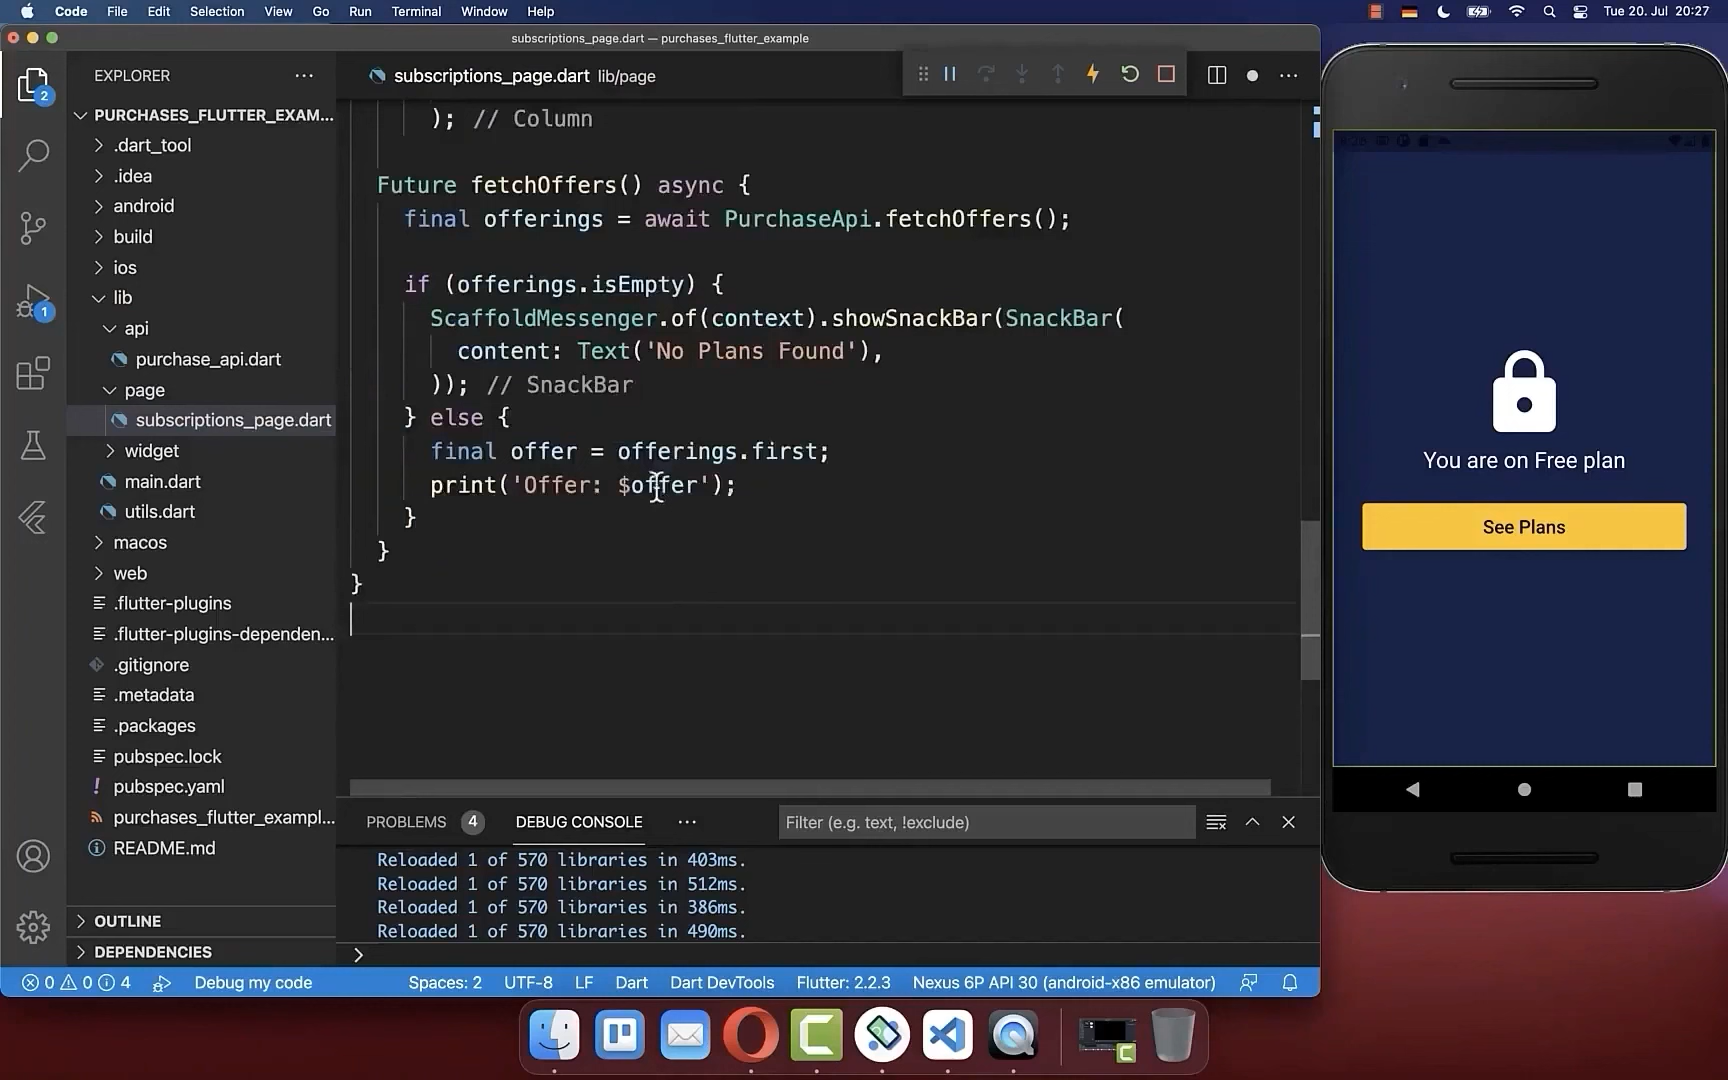 Code File Edit Selection View Go Run Terminal Window Help
Tue 20. Jul 20:27
subscriptions_page.dart — purchases_flutter_example
EXPLORER
2
PURCHASES_FLUTTER_EXAM...
.dart_tool
.idea
android
build
ios
lib
1
api
purchase_api.dart
page
subscriptions_page.dart
widget
main.dart
utils.dart
macos
web
.flutter-plugins
.flutter-plugins-dependen...
.gitignore
.metadata
.packages
pubspec.lock
pubspec.yaml
purchases_flutter_exampl...
README.md
OUTLINE
DEPENDENCIES
subscriptions_page.dart lib/page
); // Column
Future fetchOffers() async {
final offerings = await PurchaseApi.fetchOffers();
if (offerings.isEmpty) {
ScaffoldMessenger.of(context).showSnackBar(SnackBar(
content: Text('No Plans Found'),
)); // SnackBar
} else {
final offer = offerings.first;
print('Offer: $offer');
}
}
}
PROBLEMS 4 DEBUG CONSOLE
Filter (e.g. text, !exclude)
Reloaded 1 of 570 libraries in 403ms.
Reloaded 1 of 570 libraries in 512ms.
Reloaded 1 of 570 libraries in 386ms.
Reloaded 1 of 570 libraries in 490ms.
0 0 4 Debug my code Spaces: 2 UTF-8 LF Dart Dart DevTools Flutter: 2.2.3 Nexus 6P API 30 (android-x86 emulator)
You are on Free plan
See Plans